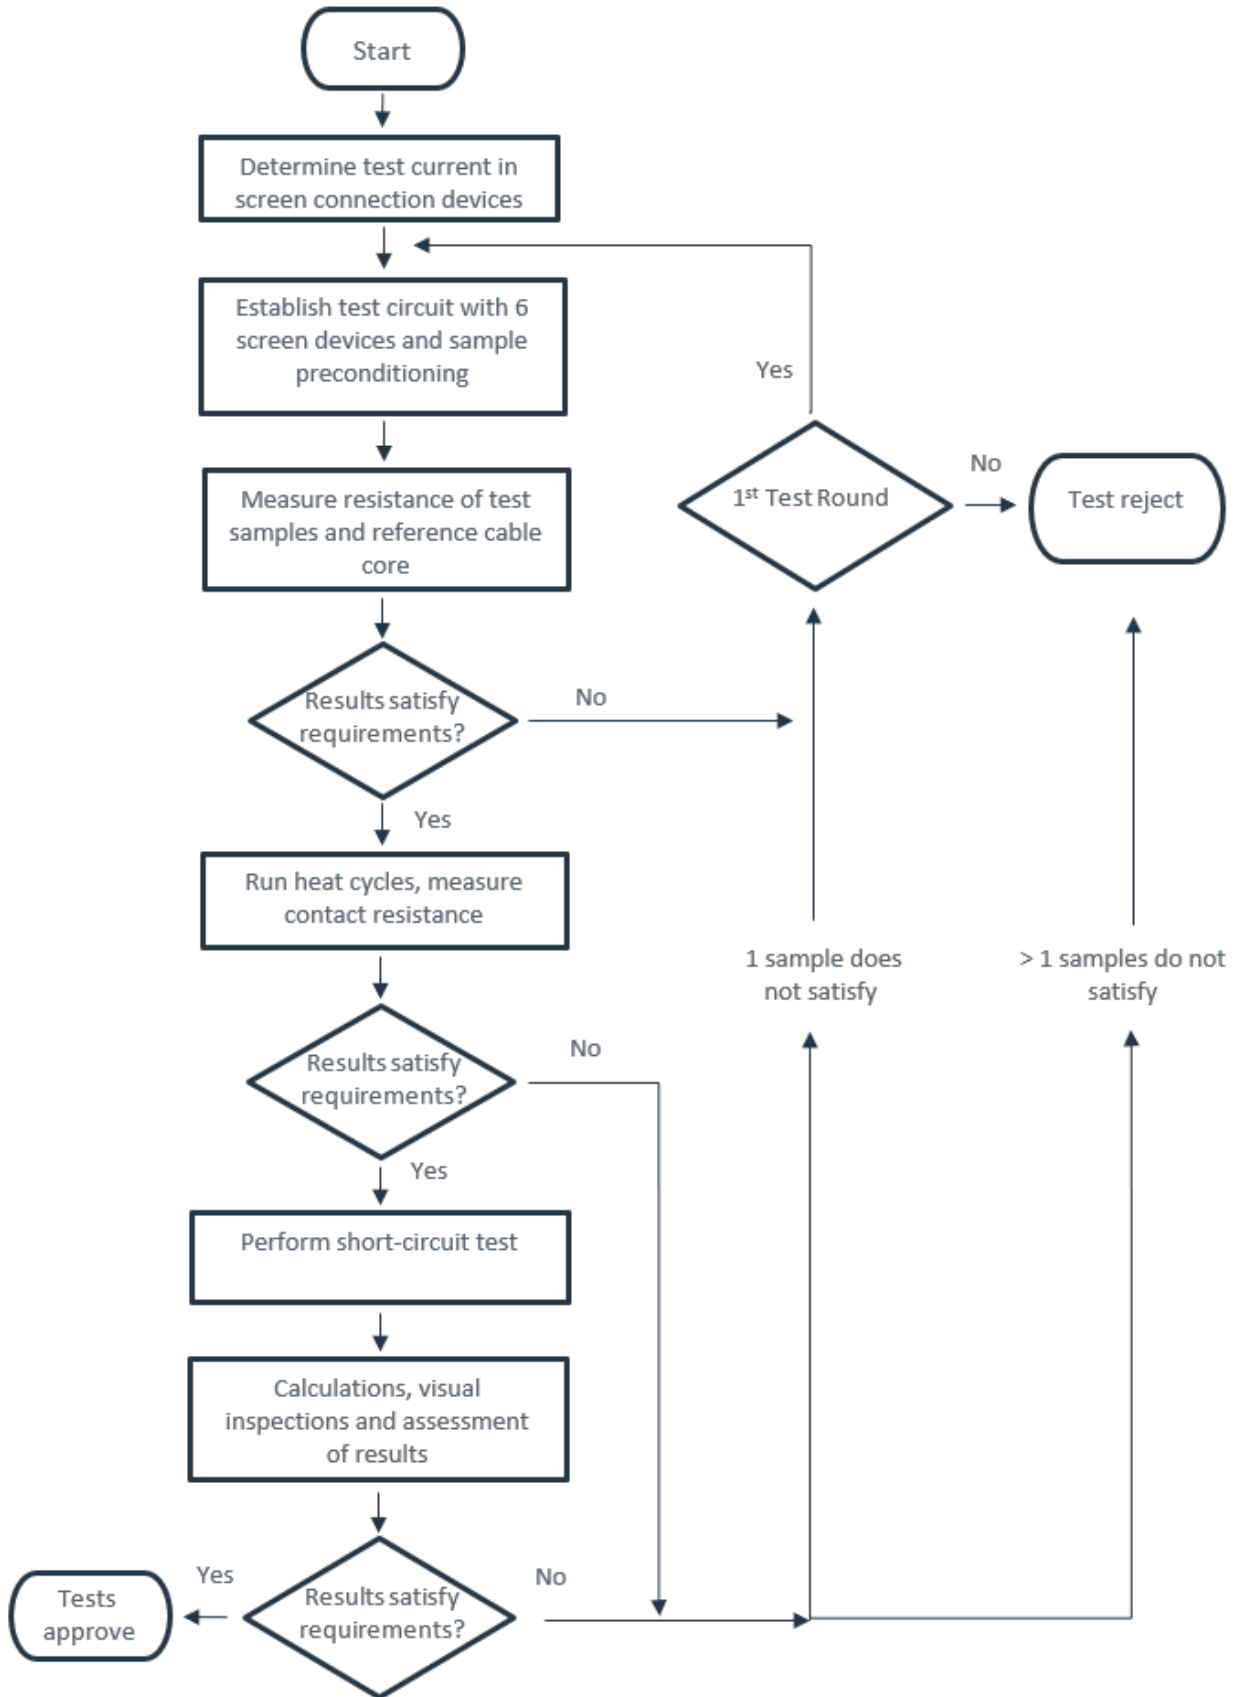 Start
Determine test current in
screen connection devices
Establish test circuit with 6
screen devices and sample
preconditioning
Yes
Measure resistance of test
samples and reference cable
core
1st Test Round
No
Test reject
Results satisfy
requirements?
No
Yes
Run heat cycles, measure
contact resistance
1 sample does
not satisfy
> 1 samples do not
satisfy
Results satisfy
requirements?
No
Yes
Perform short-circuit test
Calculations, visual
inspections and assessment
of results
Results satisfy
requirements?
Yes
No
Tests
approve